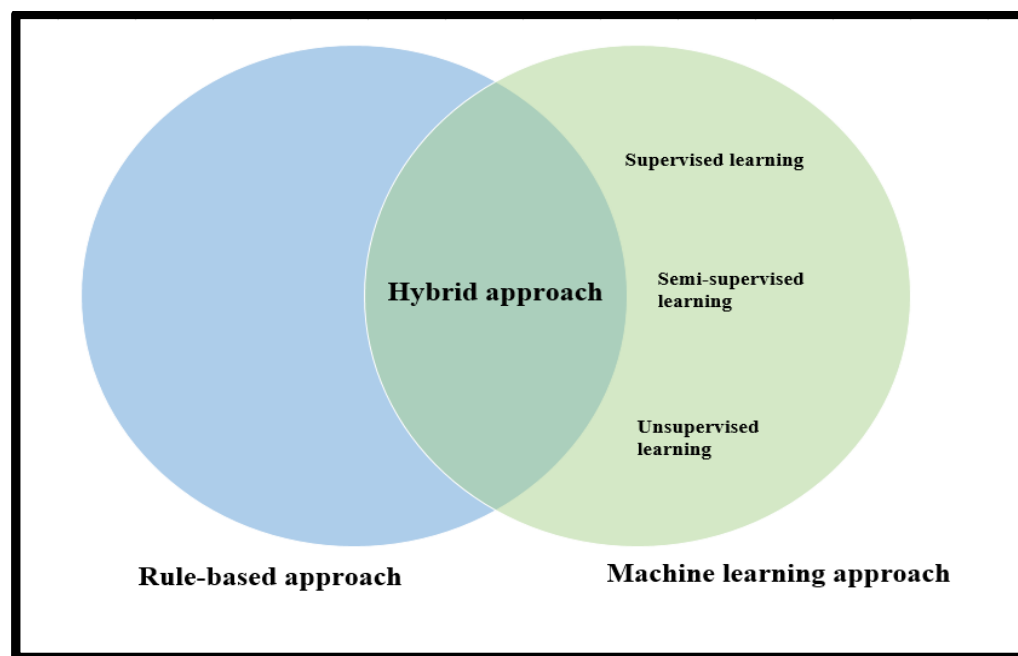 Supervised learning
Semi-supervised
learning
Hybrid approach
Unsupervised
learning
Rule-based approach
Machine learning approach